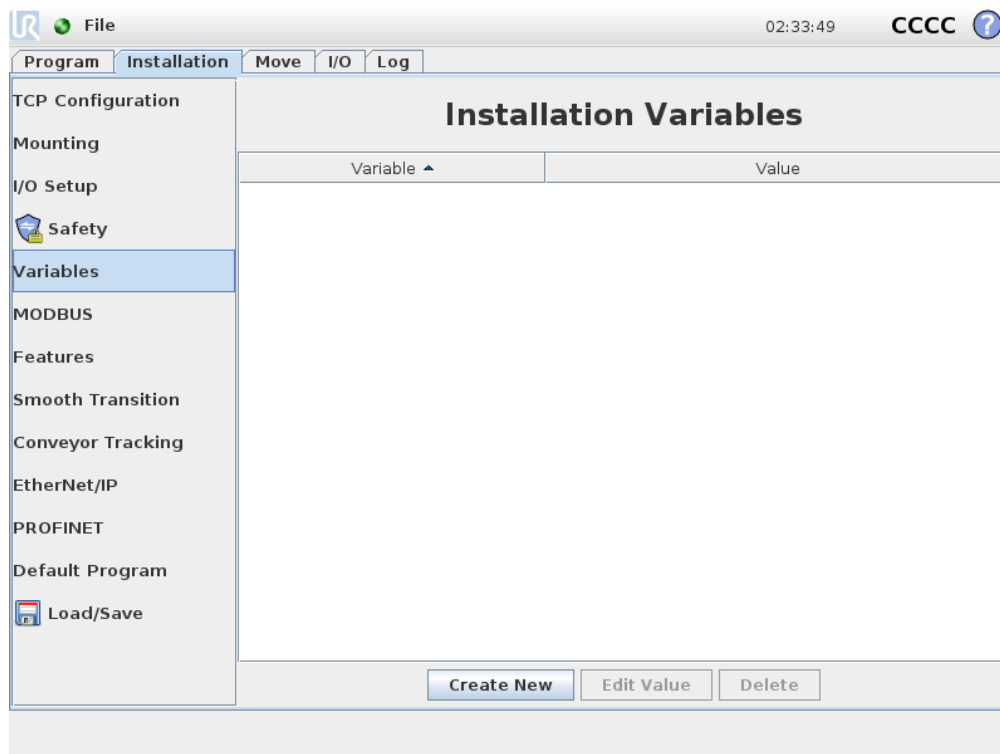 UR File 02:33:49 CCCC ?
Program Installation Move I/O Log
TCP Configuration
Mounting
I/O Setup
Safety
Variables
MODBUS
Features
Smooth Transition
Conveyor Tracking
EtherNet/IP
PROFINET
Default Program
Load/Save
Installation Variables
Variable Value
Create New Edit Value Delete